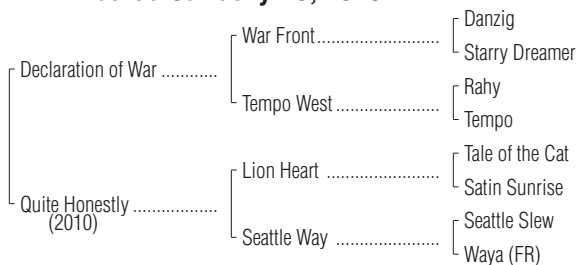 Danzig
War Front
Starry Dreamer
Declaration of War
Rahy
Tempo West
Tempo
Tale of the Cat
Lion Heart
Satin Sunrise
Quite Honestly
(2010)
Seattle Slew
Seattle Way
Waya (FR)